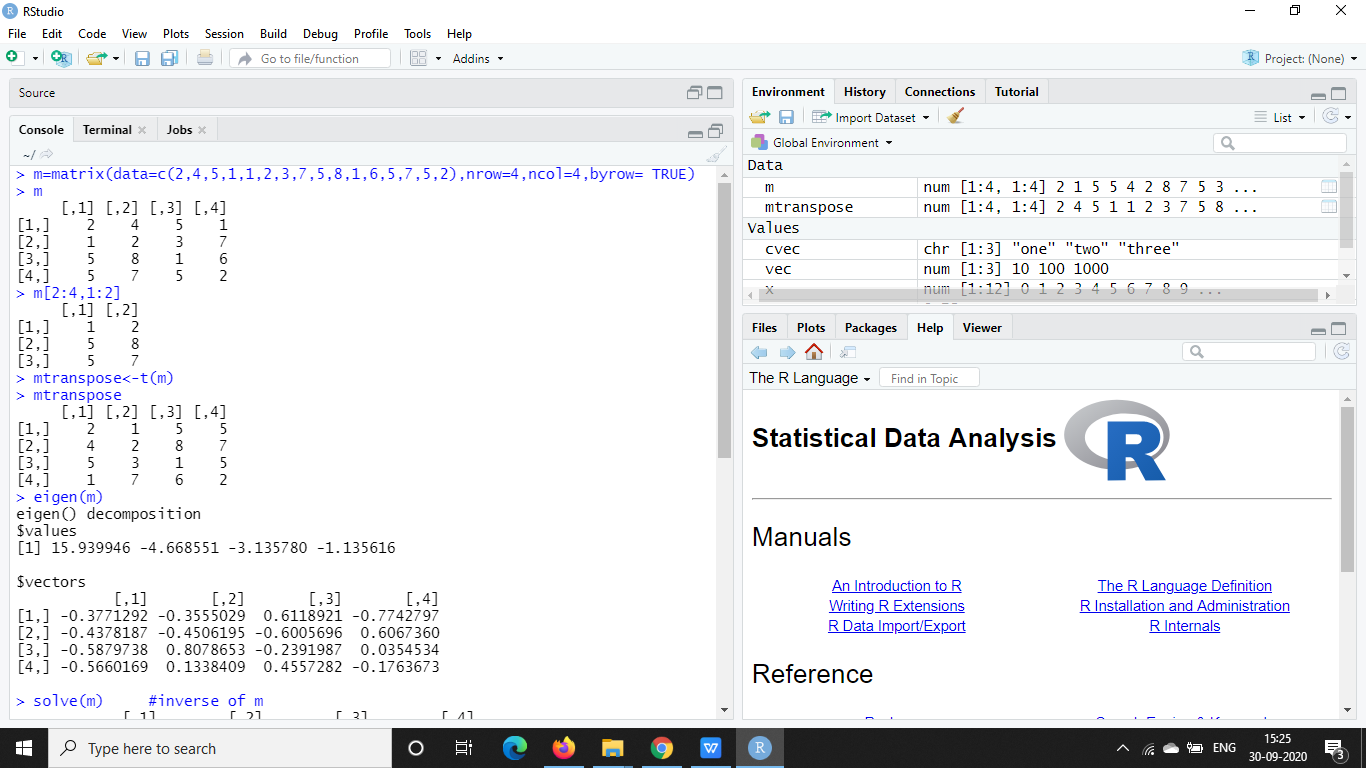 RStudio
File Edit Code View Plots Session Build Debug Profile Tools Help
Go to file/function Addins Project: (None)
Source
Console Terminal Jobs
~/
> m=matrix(data=c(2,4,5,1,1,2,3,7,5,8,1,6,5,7,5,2),nrow=4,ncol=4,byrow= TRUE)
> m
[,1] [,2] [,3] [,4]
[1,] 2 4 5 1
[2,] 1 2 3 7
[3,] 5 8 1 6
[4,] 5 7 5 2
> m[2:4,1:2]
[,1] [,2]
[1,] 1 2
[2,] 5 8
[3,] 5 7
> mtranspose<-t(m)
> mtranspose
[,1] [,2] [,3] [,4]
[1,] 2 1 5 5
[2,] 4 2 8 7
[3,] 5 3 1 5
[4,] 1 7 6 2
> eigen(m)
eigen() decomposition
$values
[1] 15.939946 -4.668551 -3.135780 -1.135616
$vectors
[,1] [,2] [,3] [,4]
[1,] -0.3771292 -0.3555029 0.6118921 -0.7742797
[2,] -0.4378187 -0.4506195 -0.6005696 0.6067360
[3,] -0.5879738 0.8078653 -0.2391987 0.0354534
[4,] -0.5660169 0.1338409 0.4557282 -0.1763673
> solve(m) #inverse of m
[,1] [,2] [,3] [,4]
Environment History Connections Tutorial
Import Dataset List
Global Environment
Data
m num [1:4, 1:4] 2 1 5 5 4 2 8 7 5 3 ...
mtranspose num [1:4, 1:4] 2 4 5 1 1 2 3 7 5 8 ...
Values
cvec chr [1:3] "one" "two" "three"
vec num [1:3] 10 100 1000
x num [1:12] 0 1 2 3 4 5 6 7 8 9 ...
Files Plots Packages Help Viewer
The R Language Find in Topic
Statistical Data Analysis R
Manuals
An Introduction to R The R Language Definition
Writing R Extensions R Installation and Administration
R Data Import/Export R Internals
Reference
Type here to search
ENG 15:25
30-09-2020 3